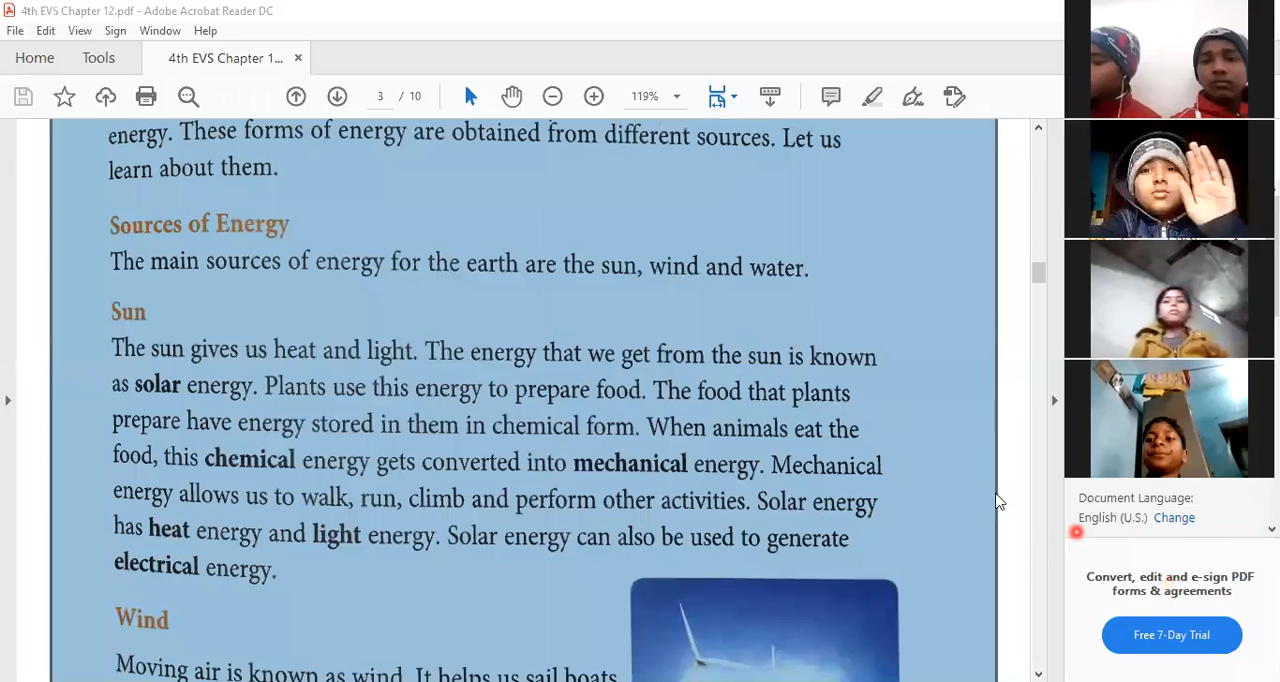 4th EVS Chapter 12.pdf - Adobe Acrobat Reader DC
File Edit View Sign Window Help
Home Tools 4th EVS Chapter 1... ×
3 / 10 119%
energy. These forms of energy are obtained from different sources. Let us
learn about them.
Sources of Energy
The main sources of energy for the earth are the sun, wind and water.
Sun
The sun gives us heat and light. The energy that we get from the sun is known
as solar energy. Plants use this energy to prepare food. The food that plants
prepare have energy stored in them in chemical form. When animals eat the
food, this chemical energy gets converted into mechanical energy. Mechanical
energy allows us to walk, run, climb and perform other activities. Solar energy
has heat energy and light energy. Solar energy can also be used to generate
electrical energy.
Wind
Moving air is known as wind. It helps us sail boats
Document Language:
English (U.S.) Change
Convert, edit and e-sign PDF
forms & agreements
Free 7-Day Trial